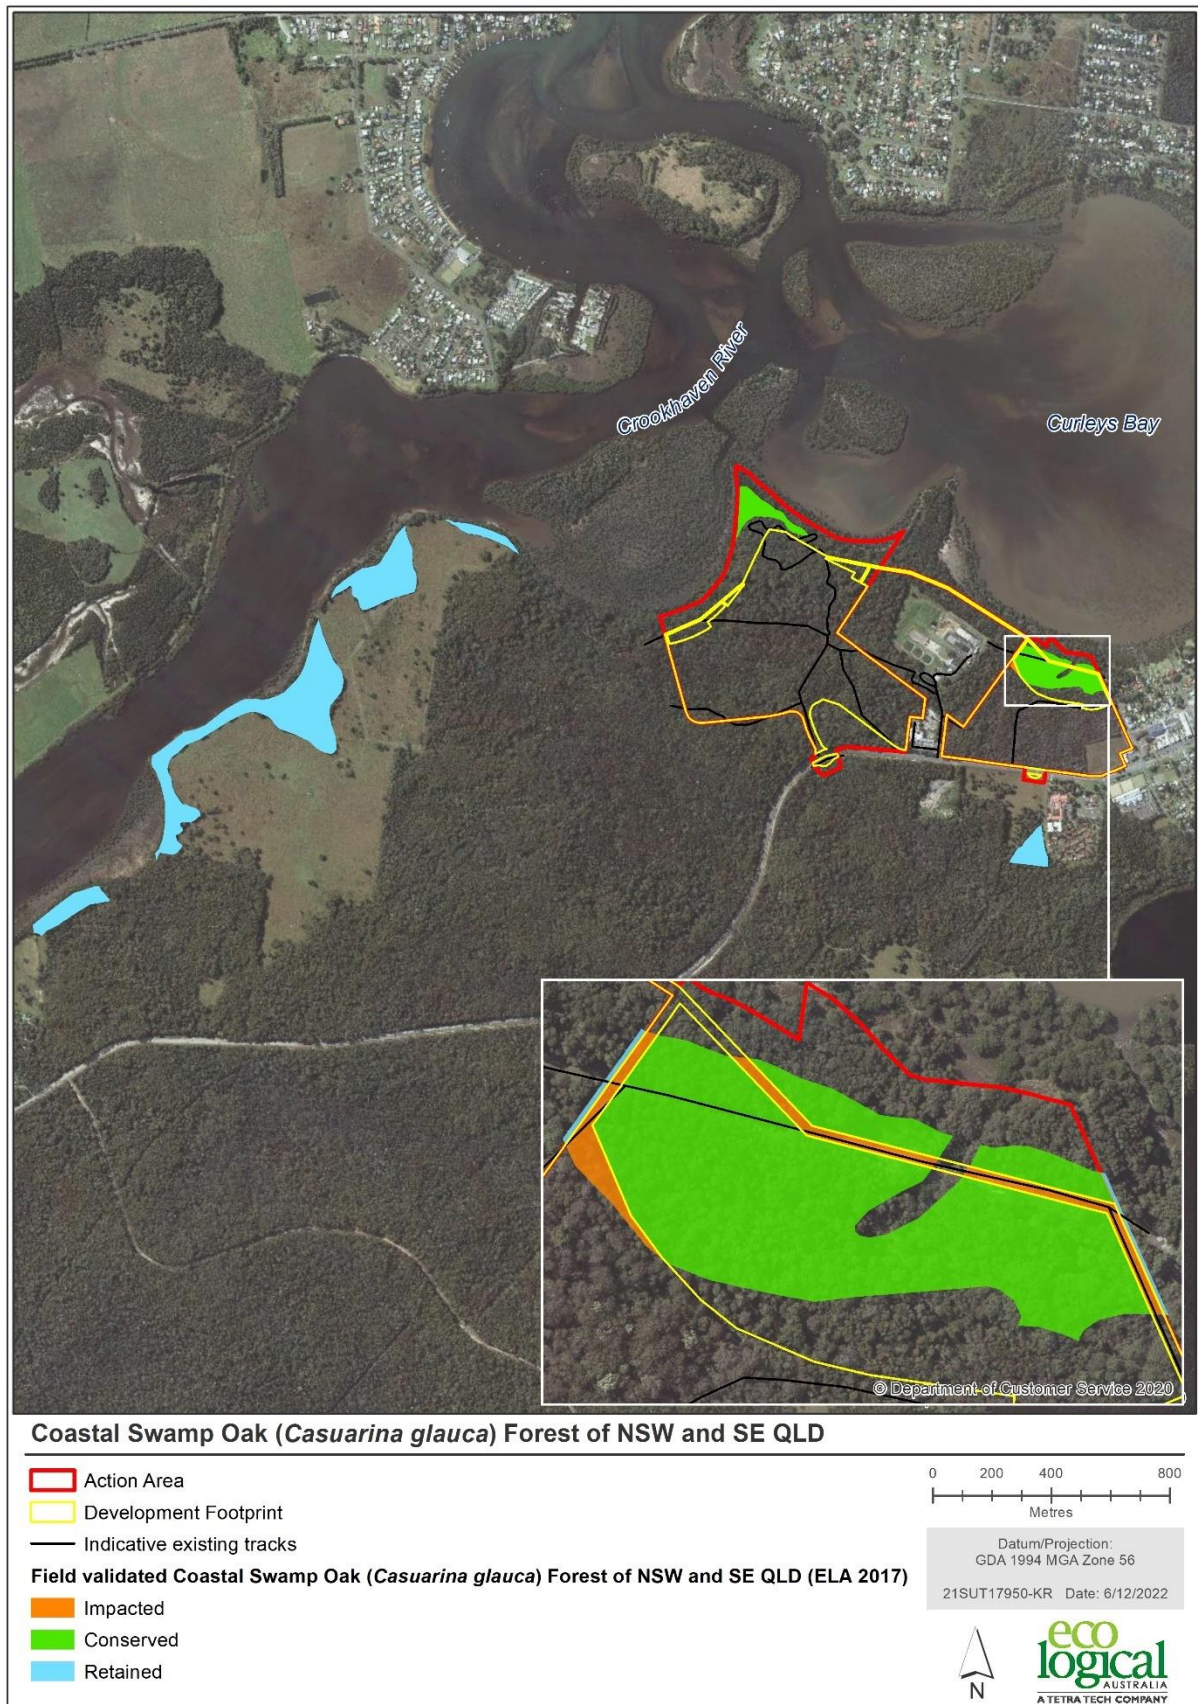 Crookhaven River
Curleys Bay
© Department of Customer Service 2020
Coastal Swamp Oak (Casuarina glauca) Forest of NSW and SE QLD
Action Area
Development Footprint
Indicative existing tracks
Field validated Coastal Swamp Oak (Casuarina glauca) Forest of NSW and SE QLD (ELA 2017)
Impacted
Conserved
Retained
0 200 400 800
Metres
Datum/Projection:
GDA 1994 MGA Zone 56
21SUT17950-KR Date: 6/12/2022
N
eco
logical
AUSTRALIA
A TETRA TECH COMPANY